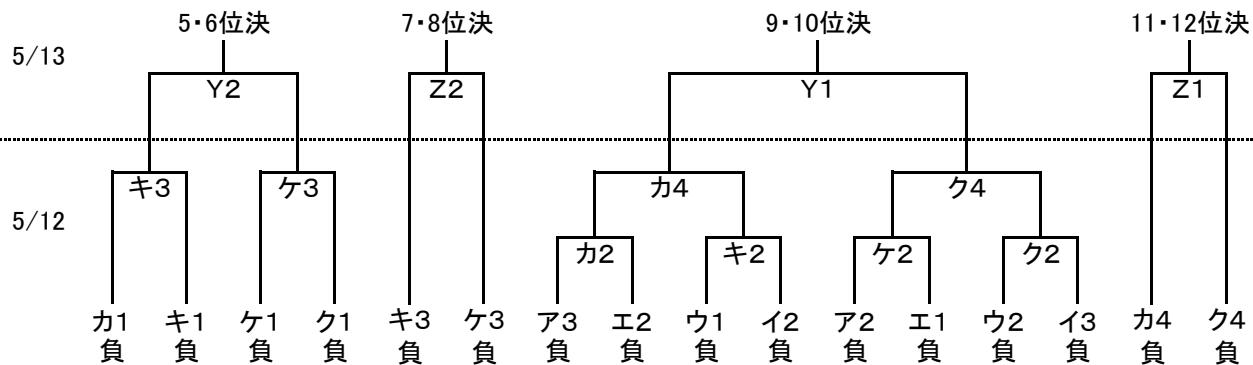 5・6位決 7・8位決 9・10位決 11・12位決
5/13
Y2 Z2 Y1 Z1
キ3 ケ3 カ4 ク4
5/12
カ2 キ2 ケ2 ク2
カ1 キ1 ケ1 ク1 キ3 ケ3 ア3 エ2 ウ1 イ2 ア2 エ1 ウ2 イ3 カ4 ク4
負 負 負 負 負 負 負 負 負 負 負 負 負 負 負 負